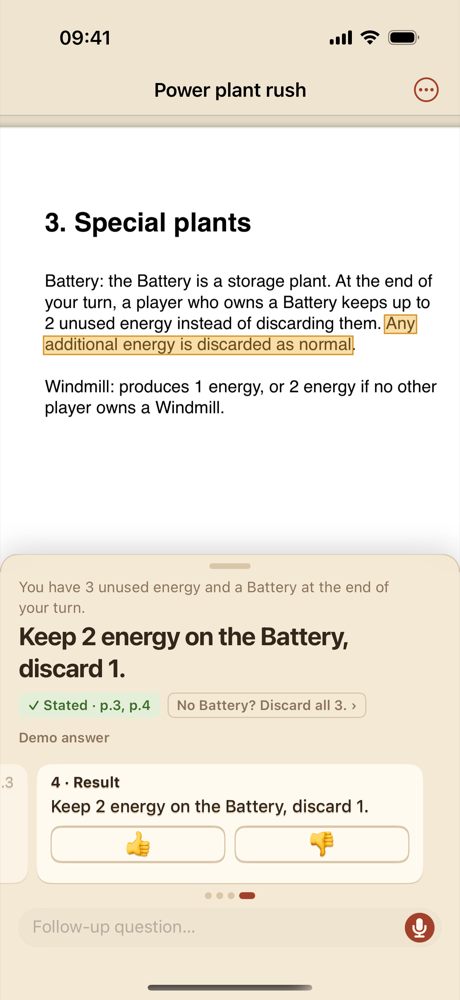 09:41
Power plant rush
3. Special plants
Battery: the Battery is a storage plant. At the end of
your turn, a player who owns a Battery keeps up to
2 unused energy instead of discarding them. Any
additional energy is discarded as normal.
Windmill: produces 1 energy, or 2 energy if no other
player owns a Windmill.
You have 3 unused energy and a Battery at the end of
your turn.
Keep 2 energy on the Battery,
discard 1.
✓ Stated · p.3, p.4
No Battery? Discard all 3. ›
Demo answer
.3
4 · Result
Keep 2 energy on the Battery, discard 1.
Follow-up question...